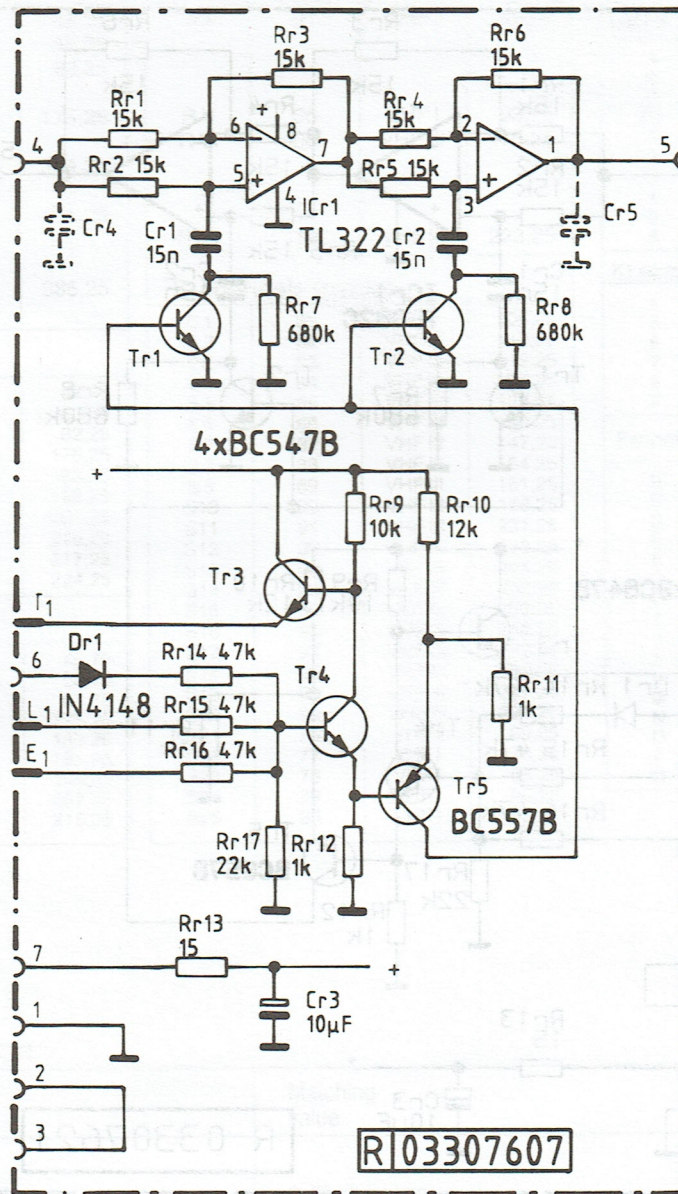 Rr3
15k
Rr6
15k
Rr1
15k
+
8
Rr4
15k
4
6
-
7
2
-
1
5
Rr2 15k
5
+
4
Rr5 15k
3
+
Cr4
Cr1
15n
ICr1
TL322
Cr2
15n
Cr5
Rr7
680k
Rr8
680k
Tr1
Tr2
4xBC547B
+
Rr9
10k
Rr10
12k
Tr3
T1
6
Dr1
IN4148
Rr14 47k
Tr4
Rr11
1k
L1
Rr15 47k
E1
Rr16 47k
Tr5
BC557B
Rr17
22k
Rr12
1k
Rr13
15
7
+
Cr3
10µF
1
2
3
R 03307607